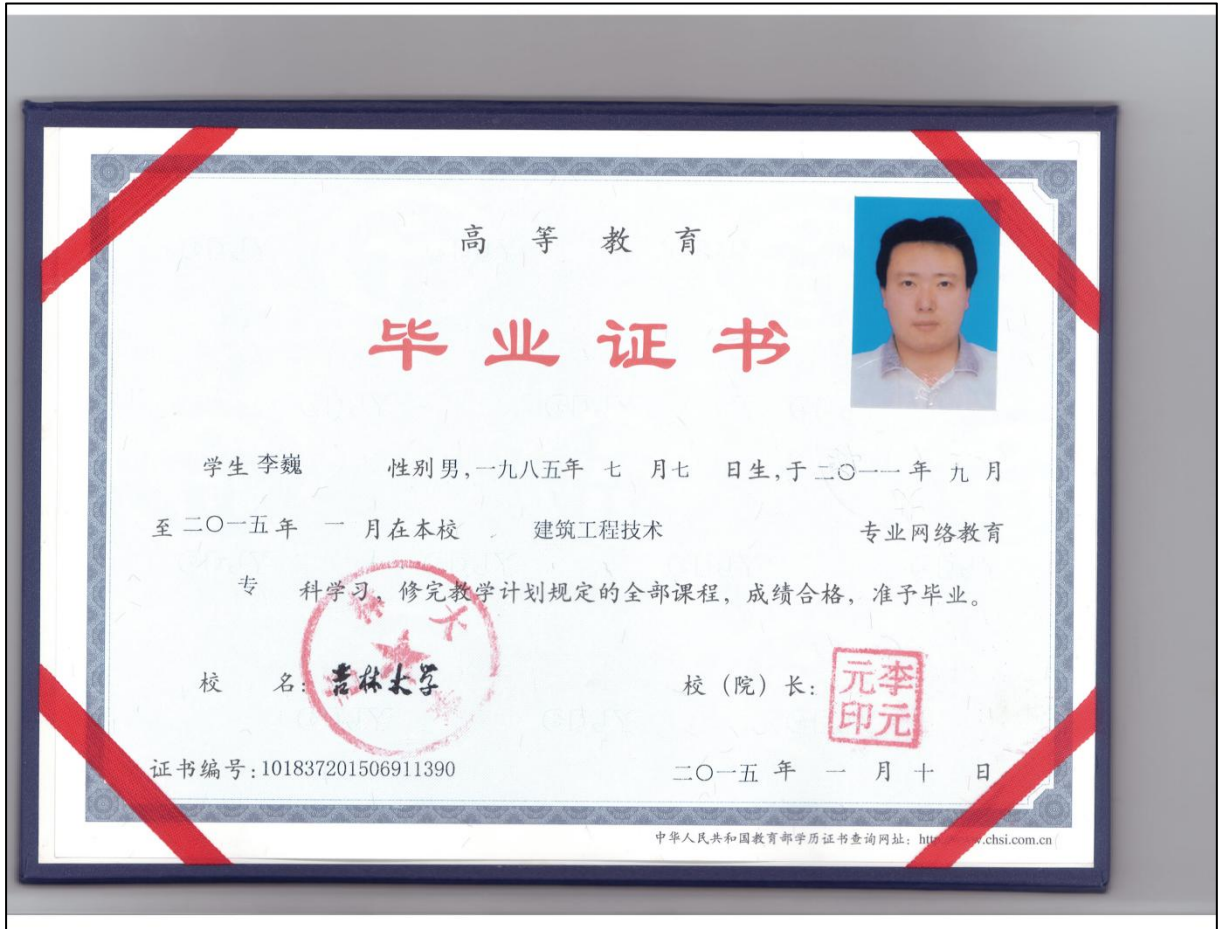 高等教育
毕业证书
学生 李巍 性别 男,一九八五年 七 月七 日生,于二〇一一年 九 月
至二〇一五年 一 月在本校 建筑工程技术 专业网络教育
专 科学习,修完教学计划规定的全部课程,成绩合格,准予毕业。
校 名:吉林大学 校(院)长:
李元元印
证书编号:101837201506911390 二〇一五 年 一 月 十 日
中华人民共和国教育部学历证书查询网址:htt .chsi.com.cn